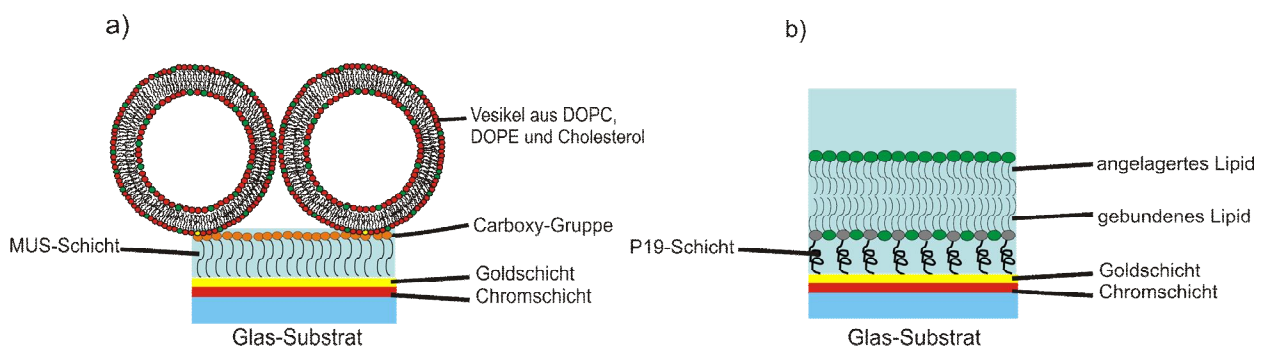 a)
Vesikel aus DOPC,
DOPE und Cholesterol
Carboxy-Gruppe
MUS-Schicht
Goldschicht
Chromschicht
Glas-Substrat
b)
angelagertes Lipid
gebundenes Lipid
P19-Schicht
Goldschicht
Chromschicht
Glas-Substrat